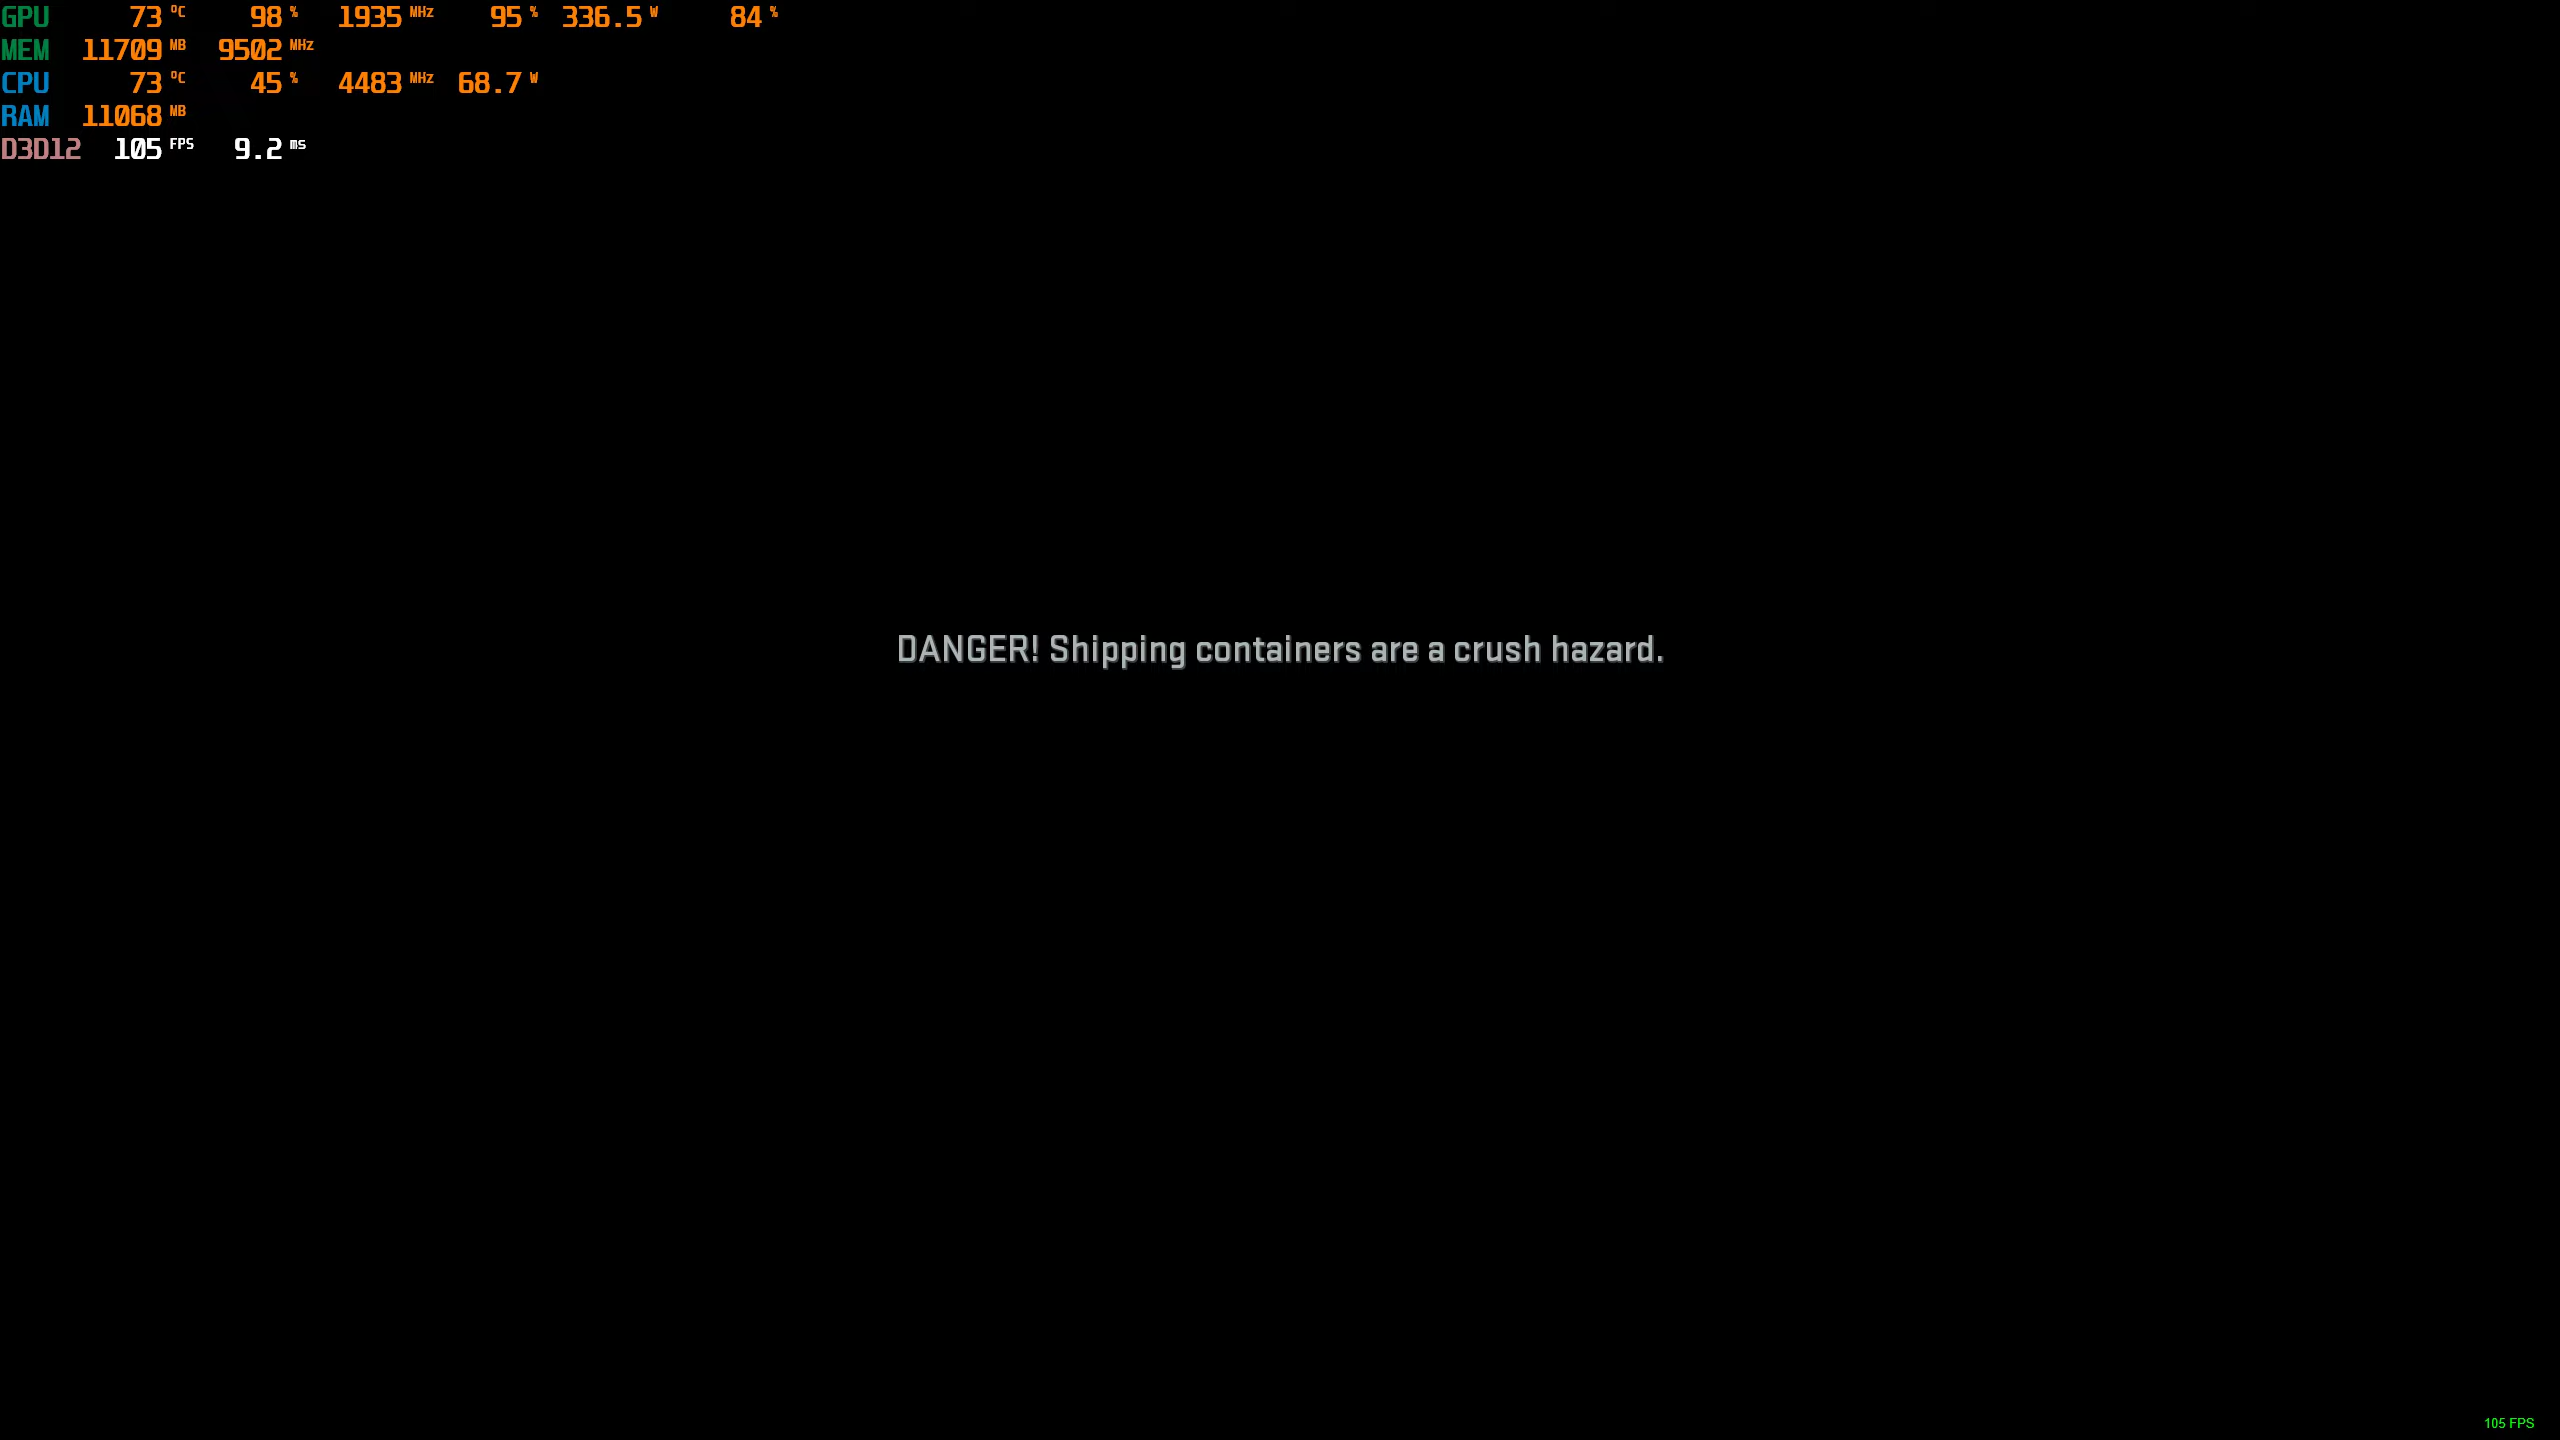 GPU 73 °C 98 % 1935 MHz 95 % 336.5 W 84 %
MEM 11709 MB 9502 MHz
CPU 73 °C 45 % 4483 MHz 68.7 W
RAM 11068 MB
D3D12 105 FPS 9.2 ms
DANGER! Shipping containers are a crush hazard.
105 FPS